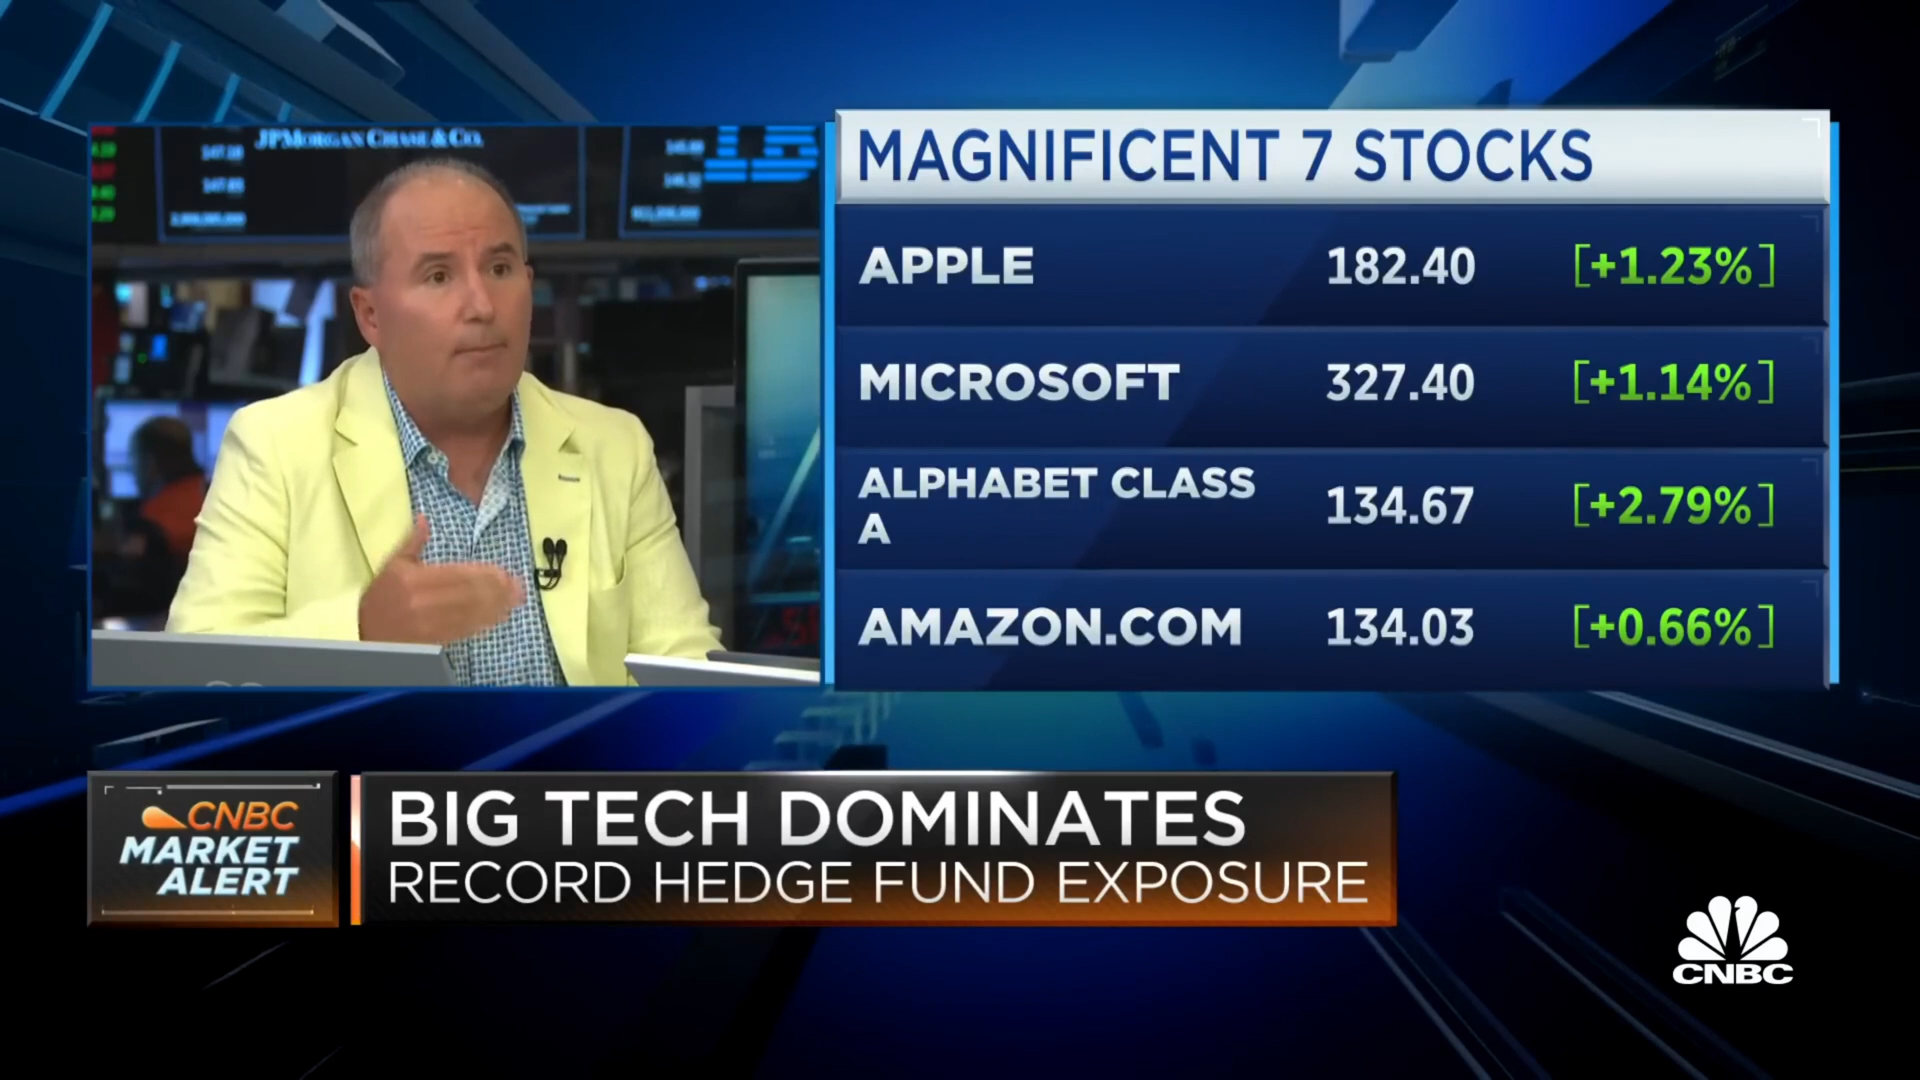 JPMORGAN CHASE & CO.
MAGNIFICENT 7 STOCKS
APPLE 182.40 [+1.23%]
MICROSOFT 327.40 [+1.14%]
ALPHABET CLASS
A 134.67 [+2.79%]
AMAZON.COM 134.03 [+0.66%]
CNBC
MARKET
ALERT
BIG TECH DOMINATES
RECORD HEDGE FUND EXPOSURE
CNBC